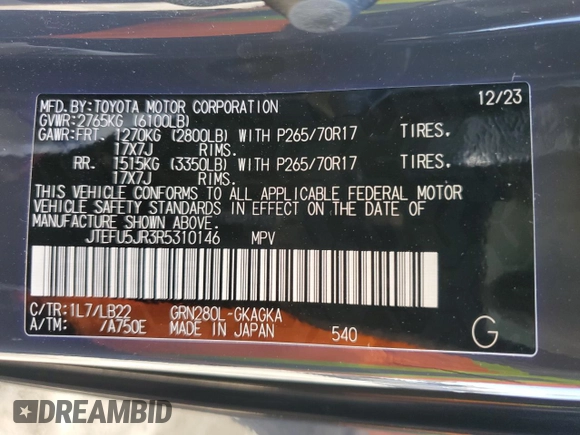 MFD.BY:TOYOTA MOTOR CORPORATION 12/23
GVWR:2765KG (6100LB)
GAWR:FRT. 1270KG (2800LB) WITH P265/70R17 TIRES.
17X7J RIMS.
RR. 1515KG (3350LB) WITH P265/70R17 TIRES.
17X7J RIMS.
THIS VEHICLE CONFORMS TO ALL APPLICABLE FEDERAL MOTOR
VEHICLE SAFETY STANDARDS IN EFFECT ON THE DATE OF
MANUFACTURE SHOWN ABOVE.
JTEFU5JR3R5310146 MPV
C/TR:1L7/LB22 GRN280L-GKAGKA
A/TM: /A750E MADE IN JAPAN 540 G
DREAMBID